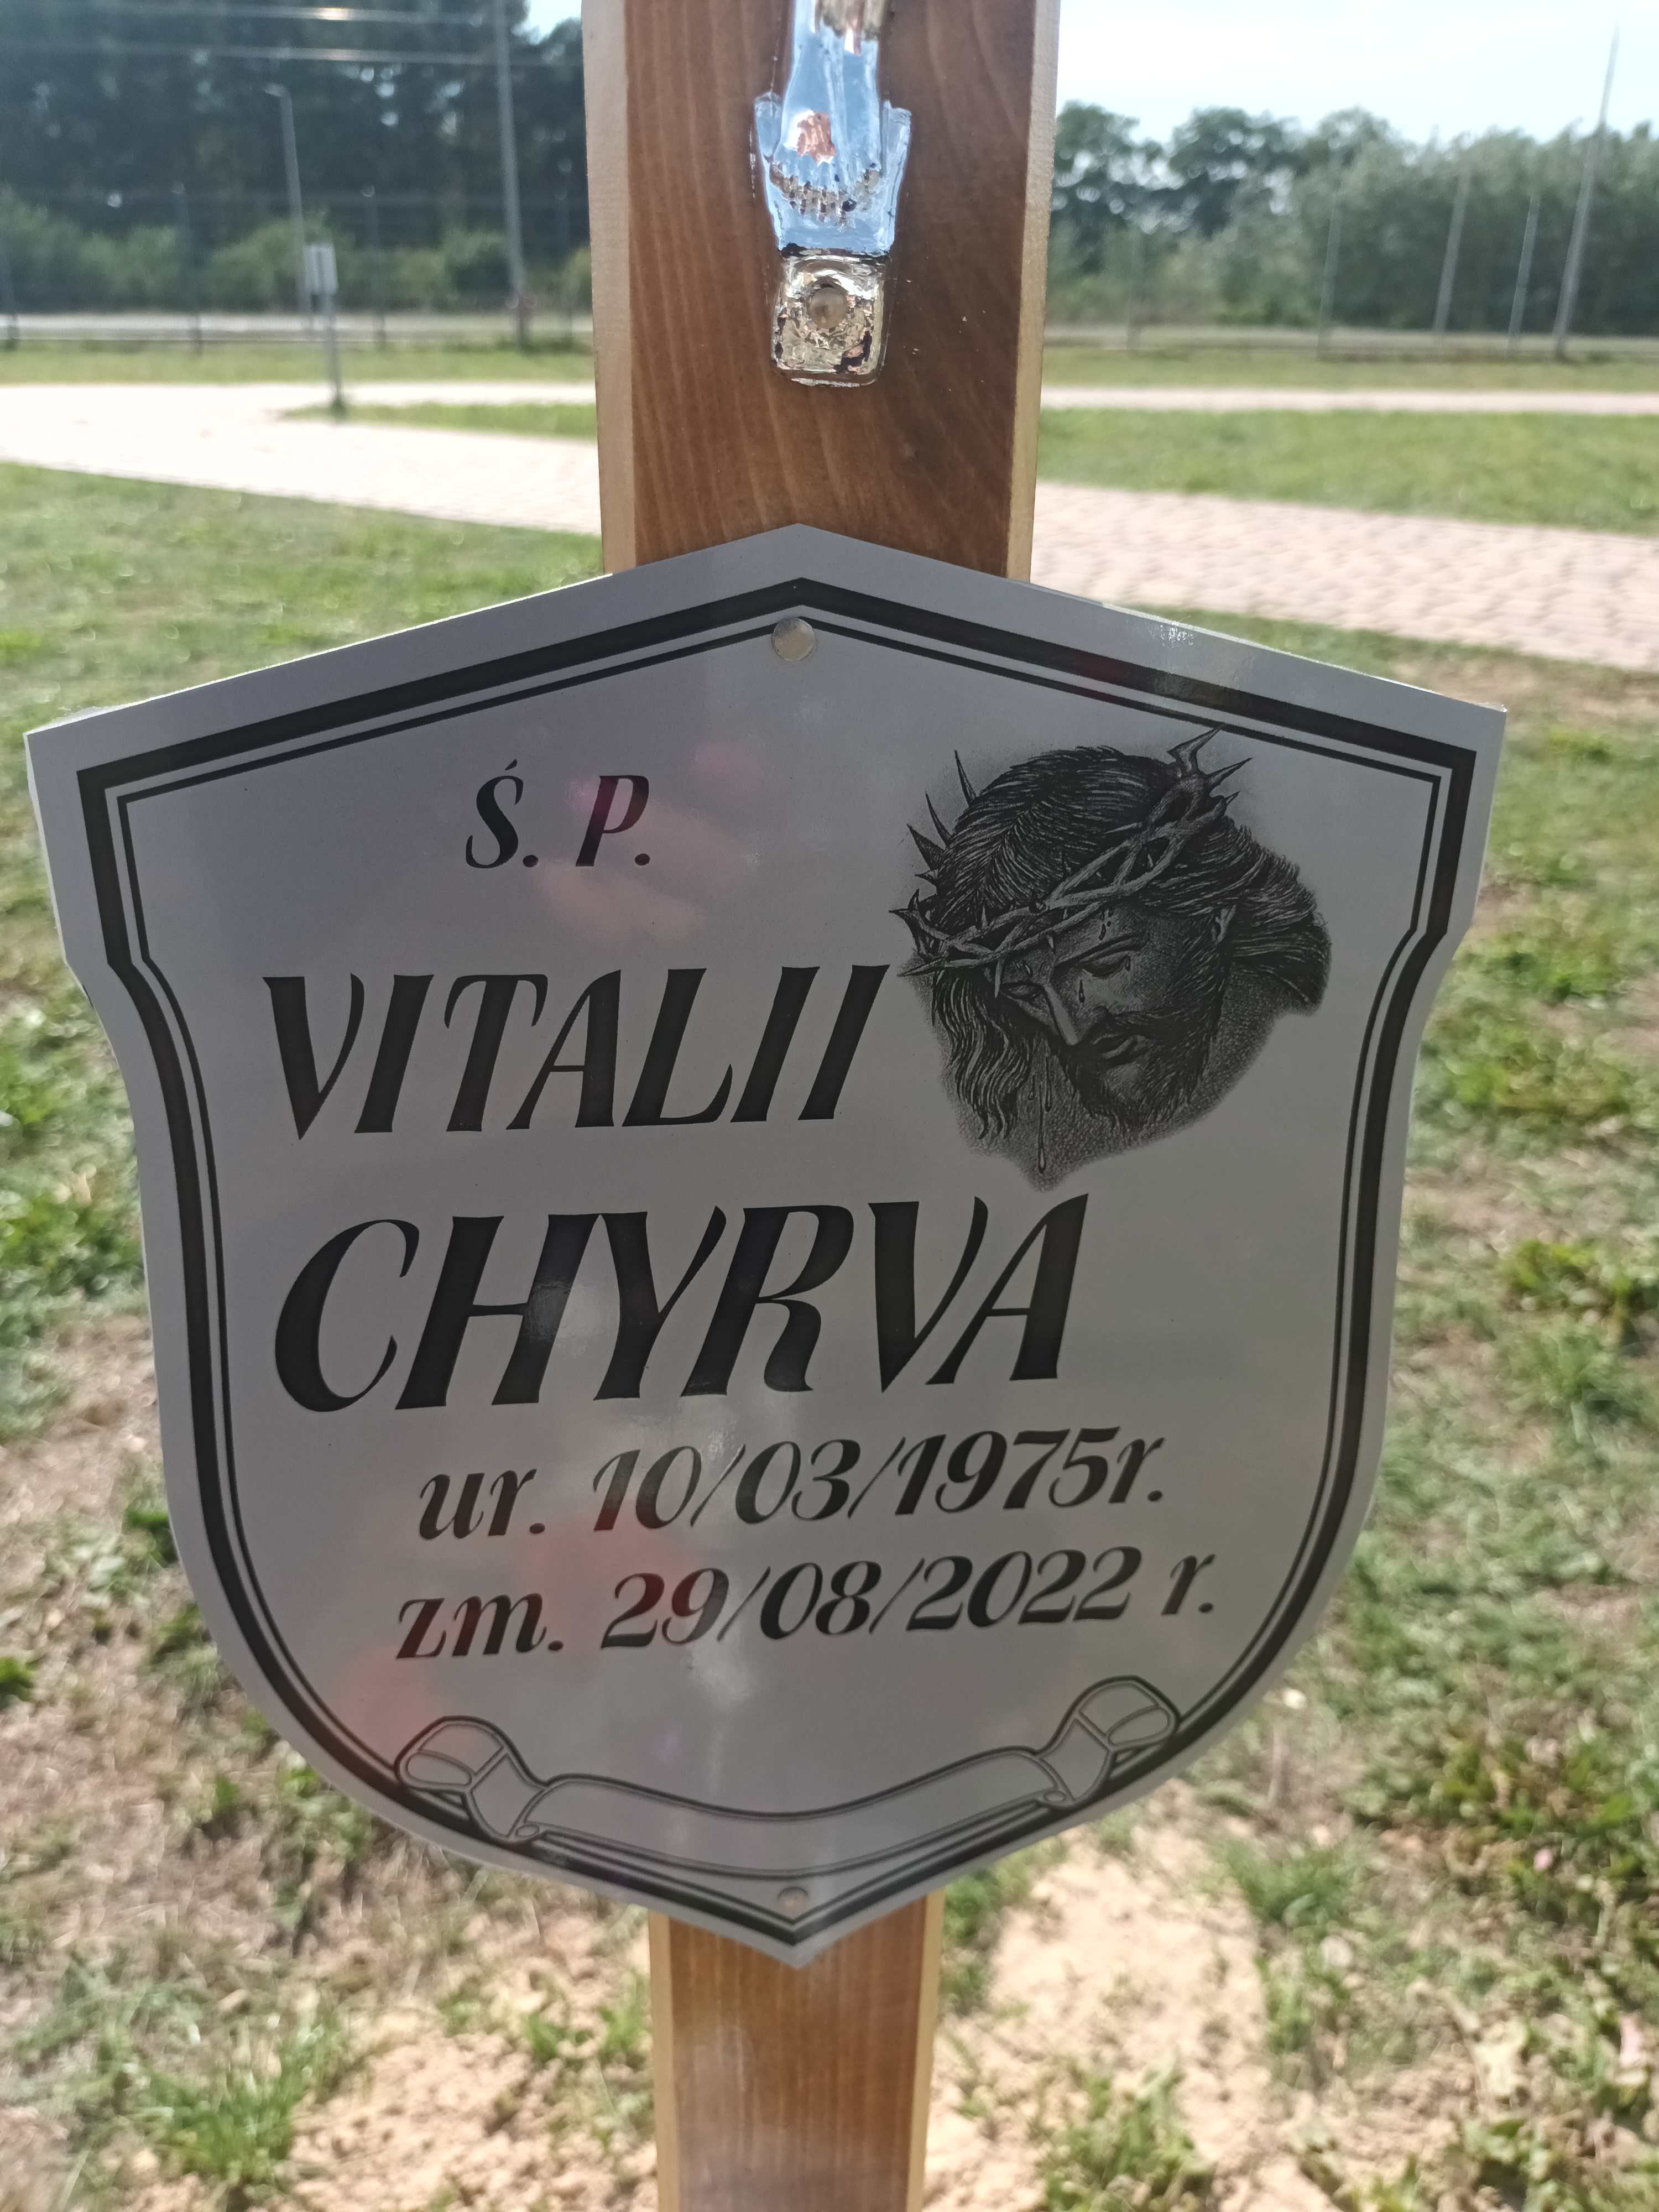 Ś. P.
VITALII
CHYRVA
ur. 10/03/1975r.
zm. 29/08/2022 r.